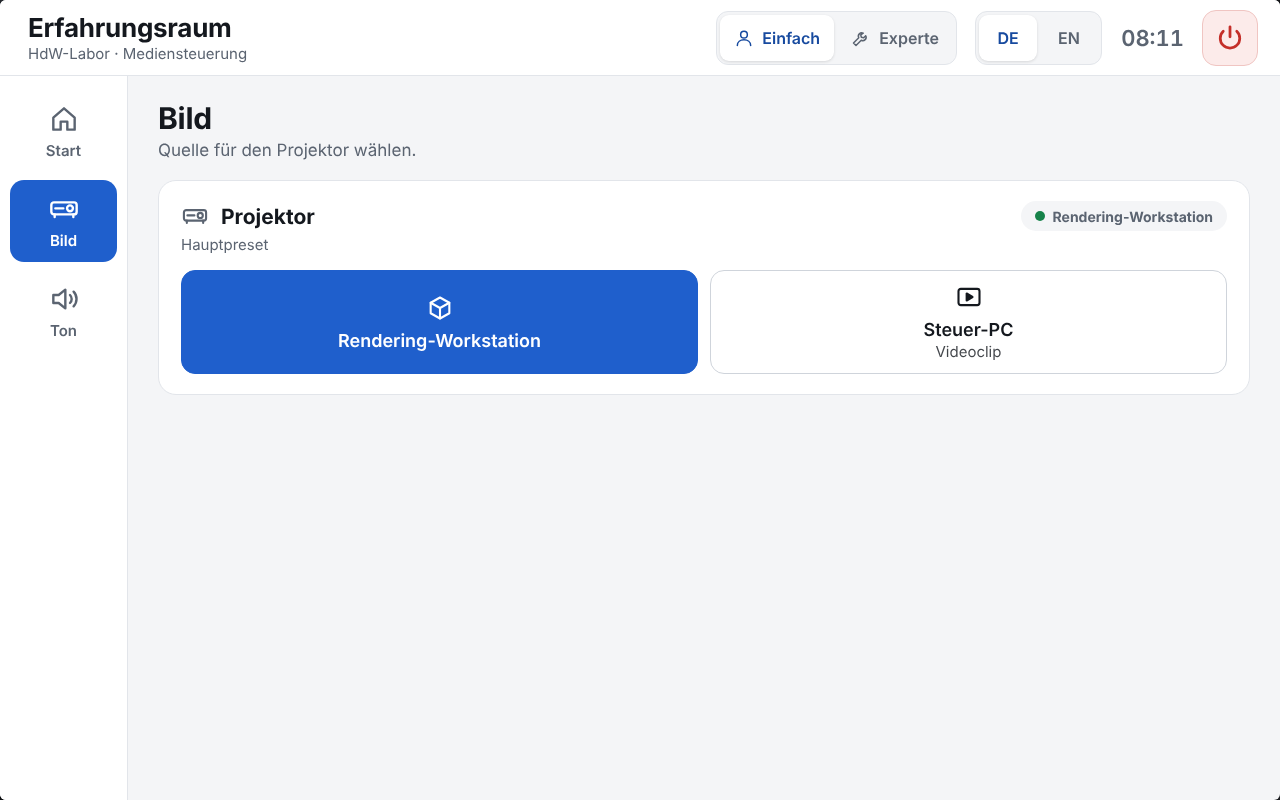 Erfahrungsraum
HdW-Labor · Mediensteuerung
Einfach
Experte
DE
EN
08:11
Start
Bild
Ton
Bild
Quelle für den Projektor wählen.
Projektor
Rendering-Workstation
Hauptpreset
Rendering-Workstation
Steuer-PC
Videoclip